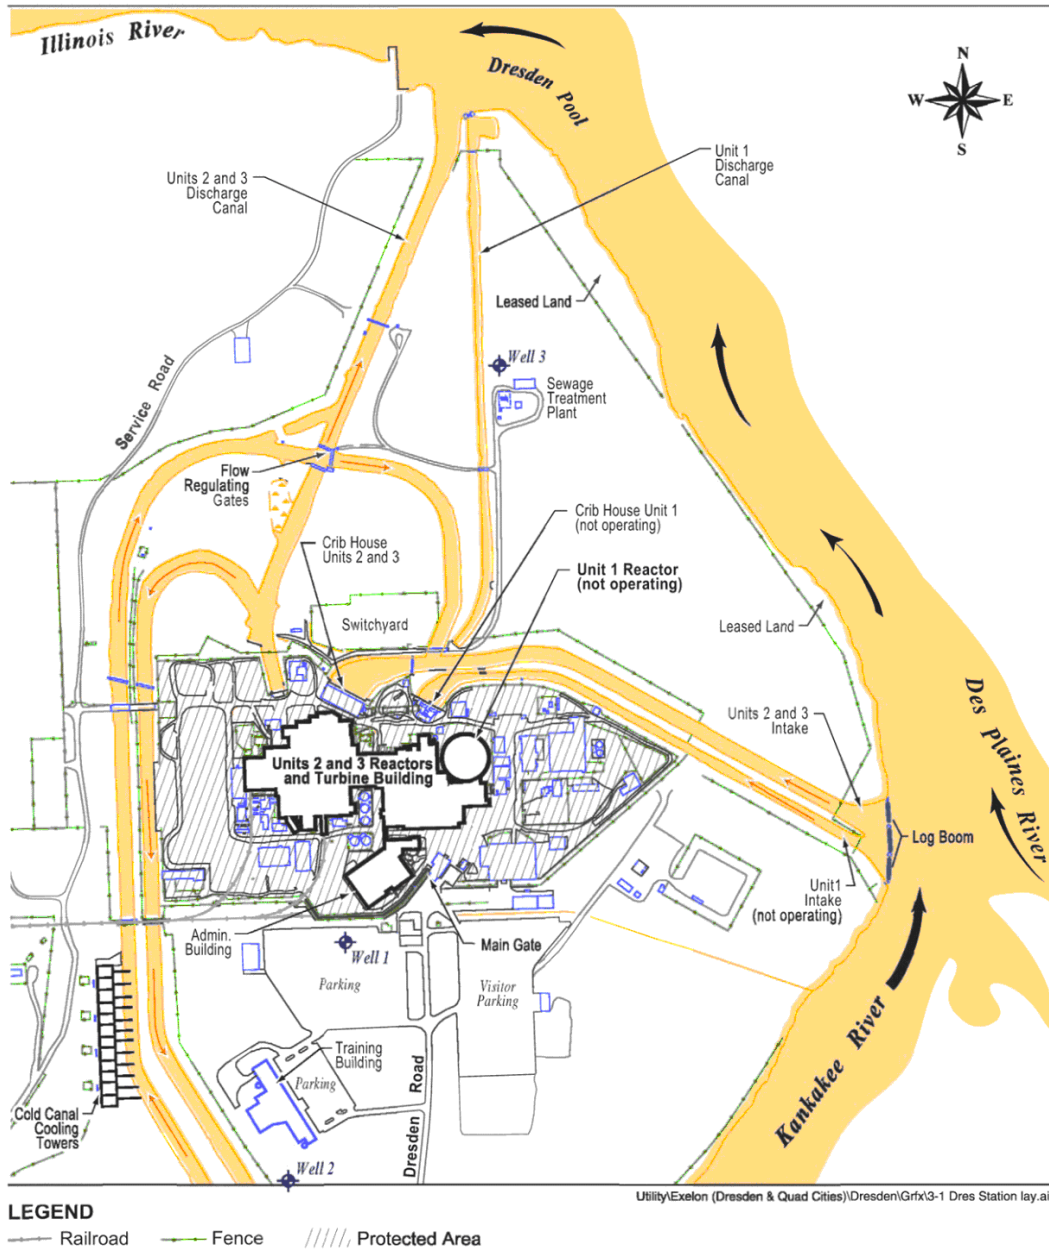 Illinois River
Dresden Pool
N
W
E
S
Unit 1
Discharge
Canal
Units 2 and 3
Discharge
Canal
Leased Land
Well 3
Service Road
Sewage
Treatment
Plant
Flow
Regulating
Gates
Crib House Unit 1
(not operating)
Crib House
Units 2 and 3
Unit 1 Reactor
(not operating)
Switchyard
Leased Land
Des Plaines River
Units 2 and 3
Intake
Units 2 and 3 Reactors
and Turbine Building
Log Boom
Unit1
Intake
(not operating)
Admin.
Building
Main Gate
Well 1
Parking
Visitor
Parking
Kankakee River
Training
Building
Parking
Dresden Road
Cold Canal
Cooling
Towers
Well 2
Utility\Exelon (Dresden & Quad Cities)\Dresden\Grfx\3-1 Dres Station lay.ai
LEGEND
Railroad
Fence
Protected Area